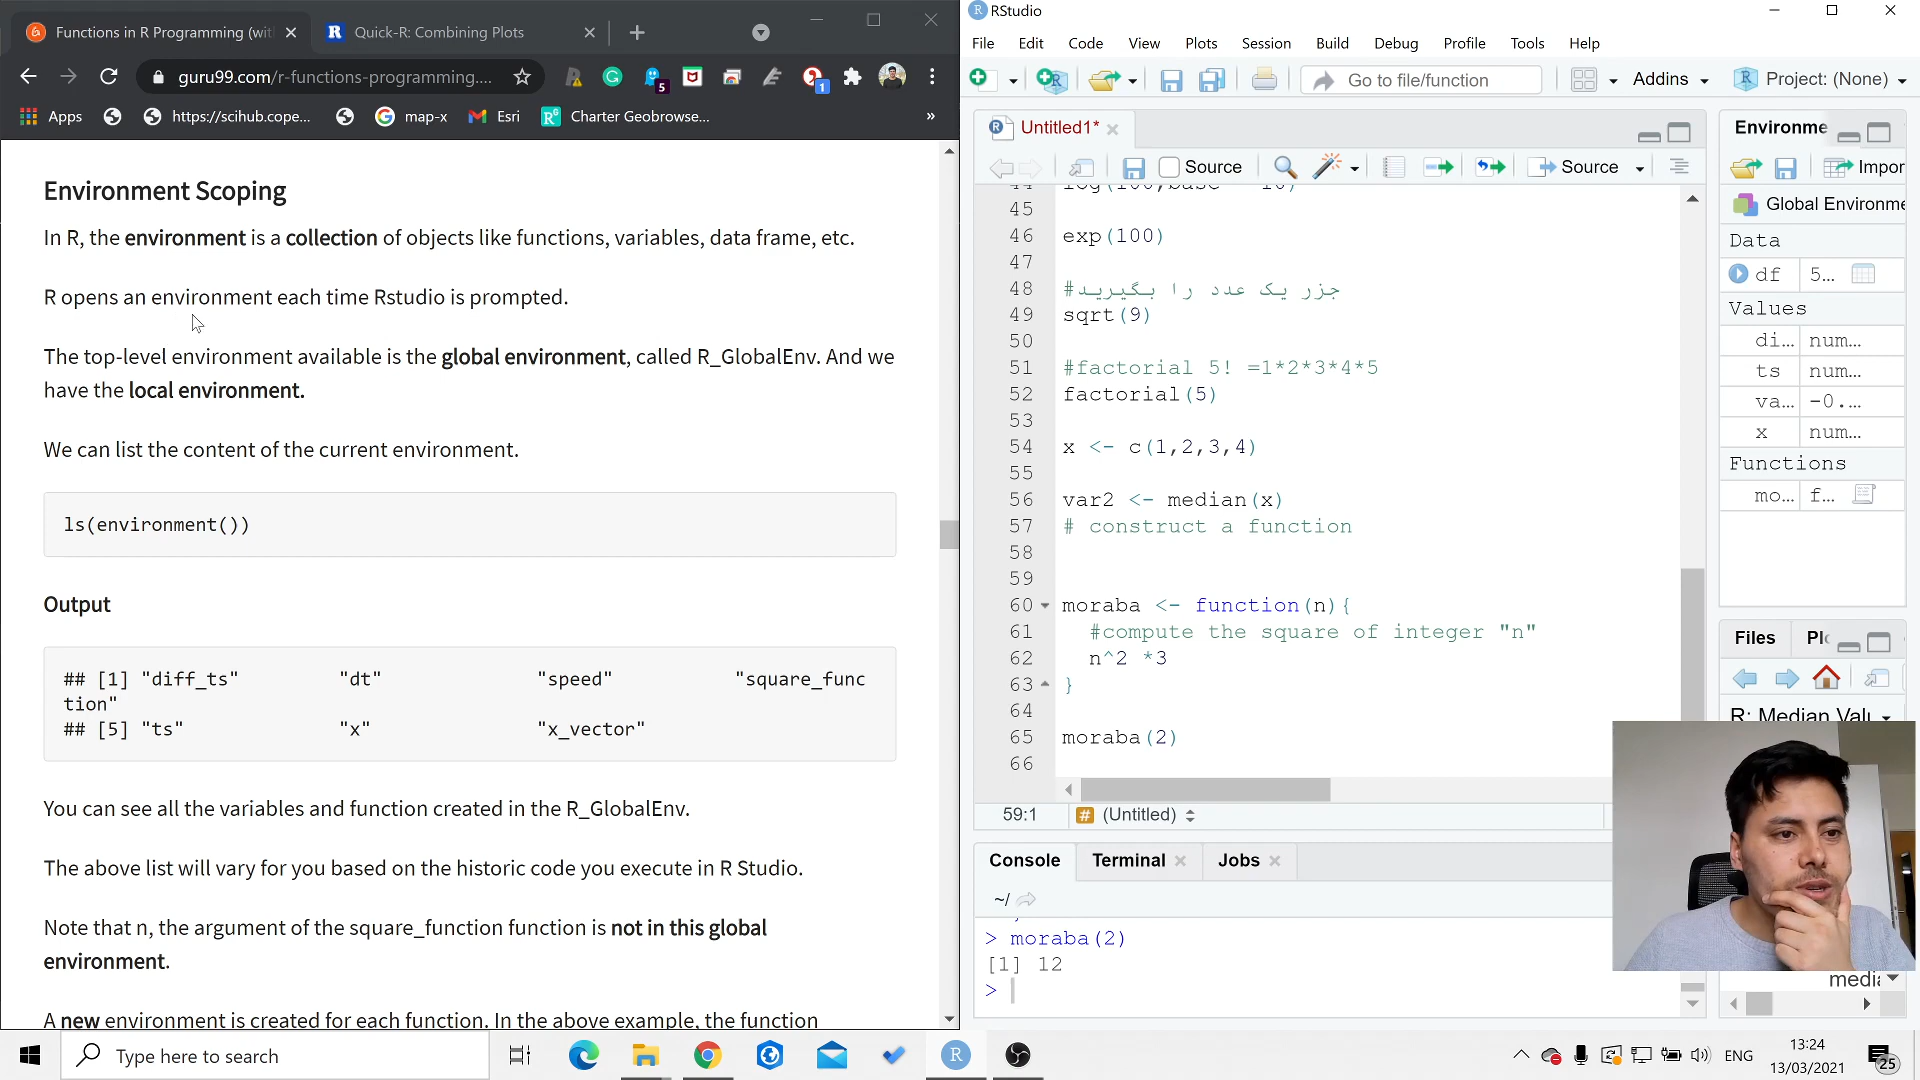 Functions in R Programming (wit
Quick-R: Combining Plots
guru99.com/r-functions-programming....
5
1
Apps
https://scihub.cope...
map-x
Esri
Charter Geobrowse...
»
Environment Scoping
In R, the environment is a collection of objects like functions, variables, data frame, etc.
R opens an environment each time Rstudio is prompted.
The top-level environment available is the global environment, called R_GlobalEnv. And we
have the local environment.
We can list the content of the current environment.
ls(environment())
Output
## [1] "diff_ts" "dt" "speed" "square_func
tion"
## [5] "ts" "x" "x_vector"
You can see all the variables and function created in the R_GlobalEnv.
The above list will vary for you based on the historic code you execute in R Studio.
Note that n, the argument of the square_function function is not in this global
environment.
A new environment is created for each function. In the above example, the function
RStudio
File Edit Code View Plots Session Build Debug Profile Tools Help
Go to file/function
Addins
Project: (None)
Untitled1*
Source
Source
44
45
46 exp(100)
47
48 #جزر یک عدد را بگیرید
49 sqrt(9)
50
51 #factorial 5! =1*2*3*4*5
52 factorial(5)
53
54 x <- c(1,2,3,4)
55
56 var2 <- median(x)
57 # construct a function
58
59
60 moraba <- function(n){
61 #compute the square of integer "n"
62 n^2 *3
63 }
64
65 moraba(2)
66
59:1
(Untitled)
Console
Terminal
Jobs
~/
> moraba(2)
[1] 12
>
Environme
Impor
Global Environme
Data
df 5...
Values
di... num...
ts num...
va... -0....
x num...
Functions
mo... f...
Files
R: Median Valu
media
Type here to search
ENG
13:24
13/03/2021
25